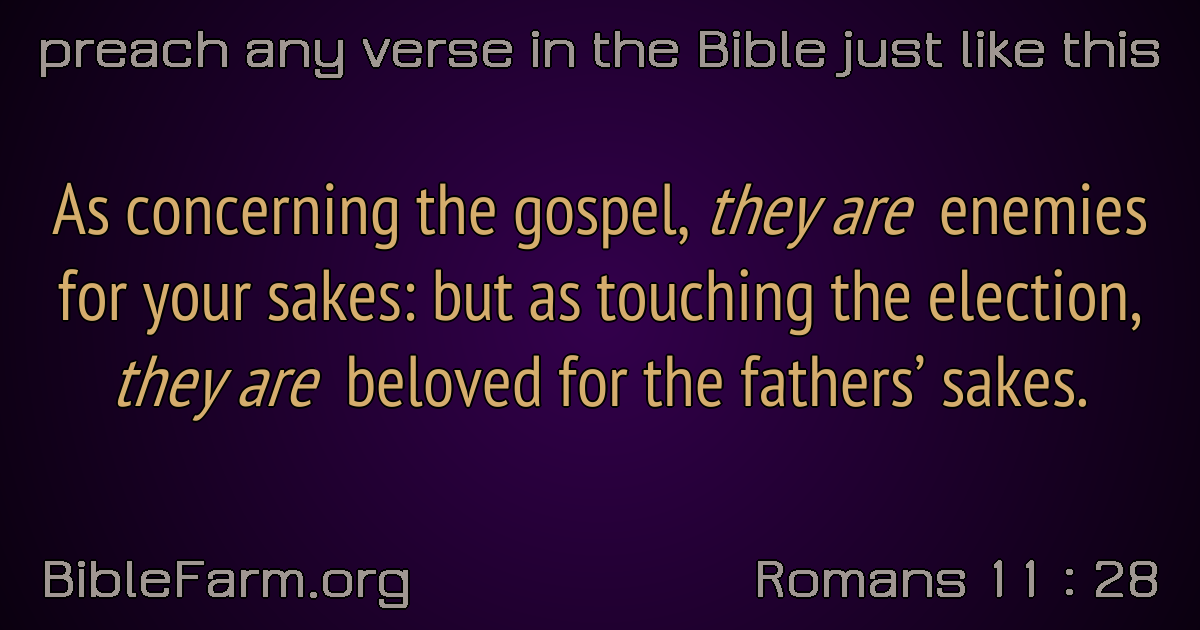 preach any verse in the Bible just like this
As concerning the gospel, they are enemies
for your sakes: but as touching the election,
they are beloved for the fathers’ sakes.
BibleFarm.org
Romans 11 : 28